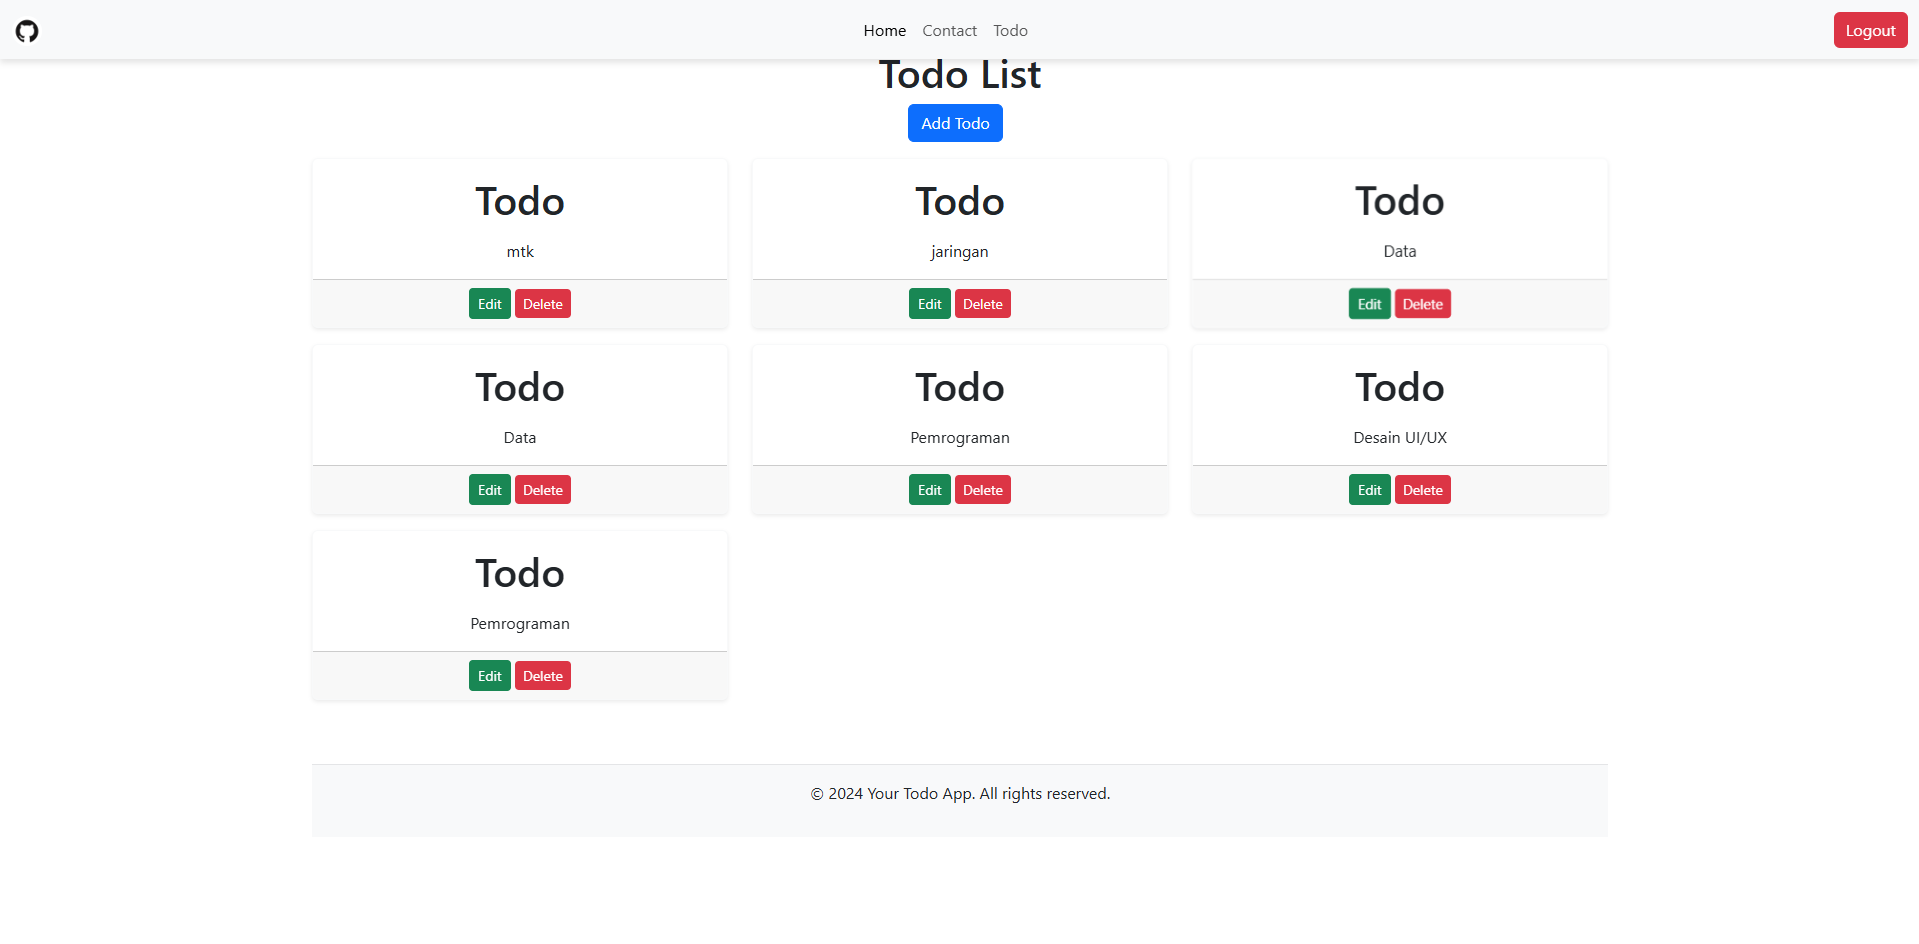 Home Contact Todo Logout
Todo List
Add Todo
Todo
mtk
Edit Delete
Todo
jaringan
Edit Delete
Todo
Data
Edit Delete
Todo
Data
Edit Delete
Todo
Pemrograman
Edit Delete
Todo
Desain UI/UX
Edit Delete
Todo
Pemrograman
Edit Delete
© 2024 Your Todo App. All rights reserved.